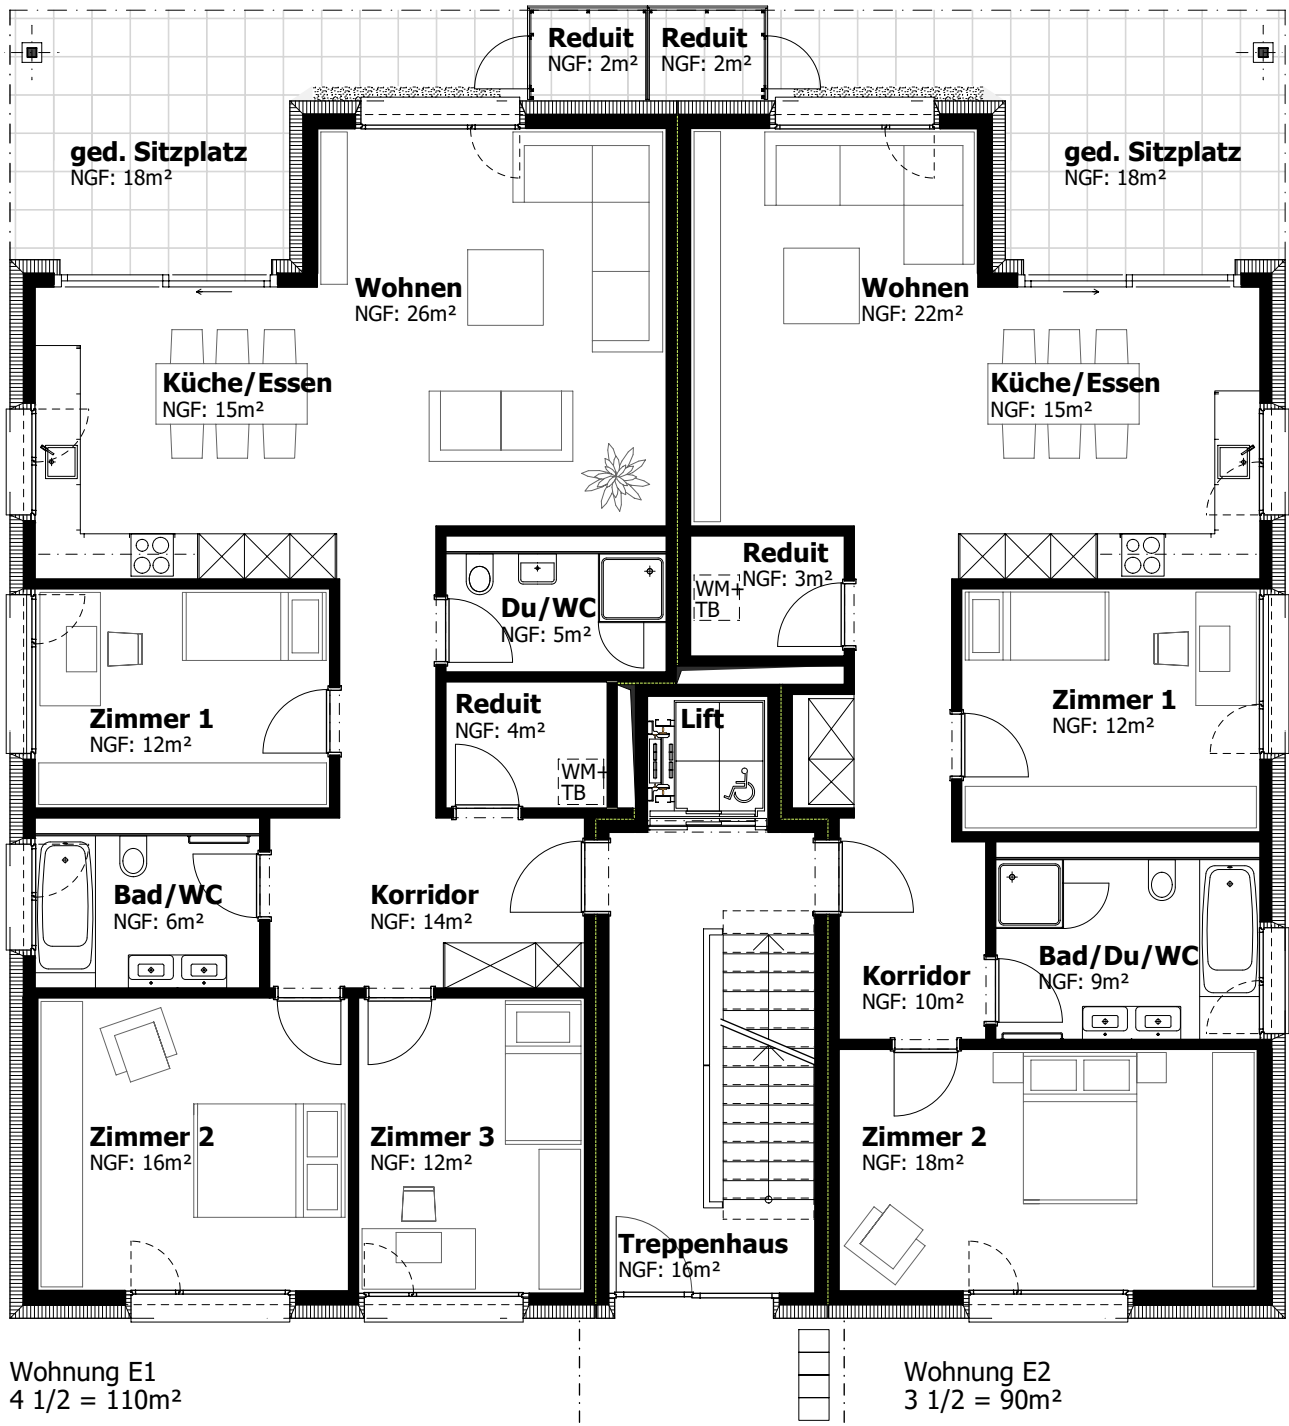 Reduit
NGF: 2m²
Reduit
NGF: 2m²
ged. Sitzplatz
NGF: 18m²
ged. Sitzplatz
NGF: 18m²
Wohnen
NGF: 26m²
Wohnen
NGF: 22m²
Küche/Essen
NGF: 15m²
Küche/Essen
NGF: 15m²
Du/WC
NGF: 5m²
Reduit
NGF: 3m²
WM+
TB
Zimmer 1
NGF: 12m²
Reduit
NGF: 4m²
WM+
TB
Lift
Zimmer 1
NGF: 12m²
Bad/WC
NGF: 6m²
Korridor
NGF: 14m²
Korridor
NGF: 10m²
Bad/Du/WC
NGF: 9m²
Zimmer 2
NGF: 16m²
Zimmer 3
NGF: 12m²
Treppenhaus
NGF: 16m²
Zimmer 2
NGF: 18m²
Wohnung E1
4 1/2 = 110m²
Wohnung E2
3 1/2 = 90m²